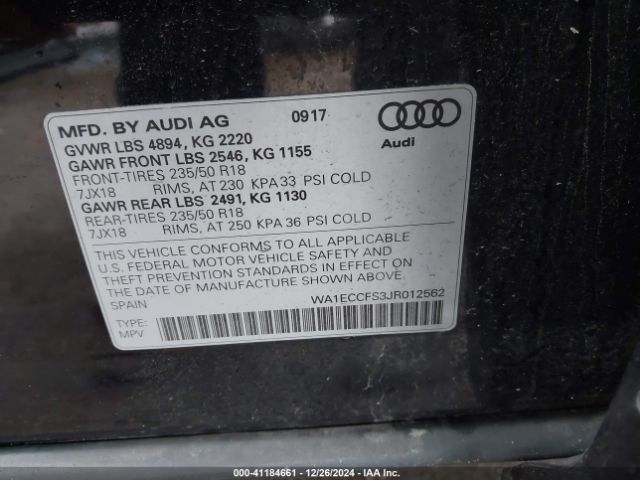 MFD. BY AUDI AG 0917
GVWR LBS 4894, KG 2220
GAWR FRONT LBS 2546, KG 1155
FRONT-TIRES 235/50 R18
7JX18 RIMS, AT 230 KPA 33 PSI COLD
GAWR REAR LBS 2491, KG 1130
REAR-TIRES 235/50 R18
7JX18 RIMS, AT 250 KPA 36 PSI COLD
Audi
THIS VEHICLE CONFORMS TO ALL APPLICABLE
U.S. FEDERAL MOTOR VEHICLE SAFETY AND
THEFT PREVENTION STANDARDS IN EFFECT ON
THE DATE OF MANUFACTURE SHOWN ABOVE.
SPAIN WA1ECCFS3JR012562
TYPE:
MPV
000-41184661 - 12/26/2024 - IAA Inc.